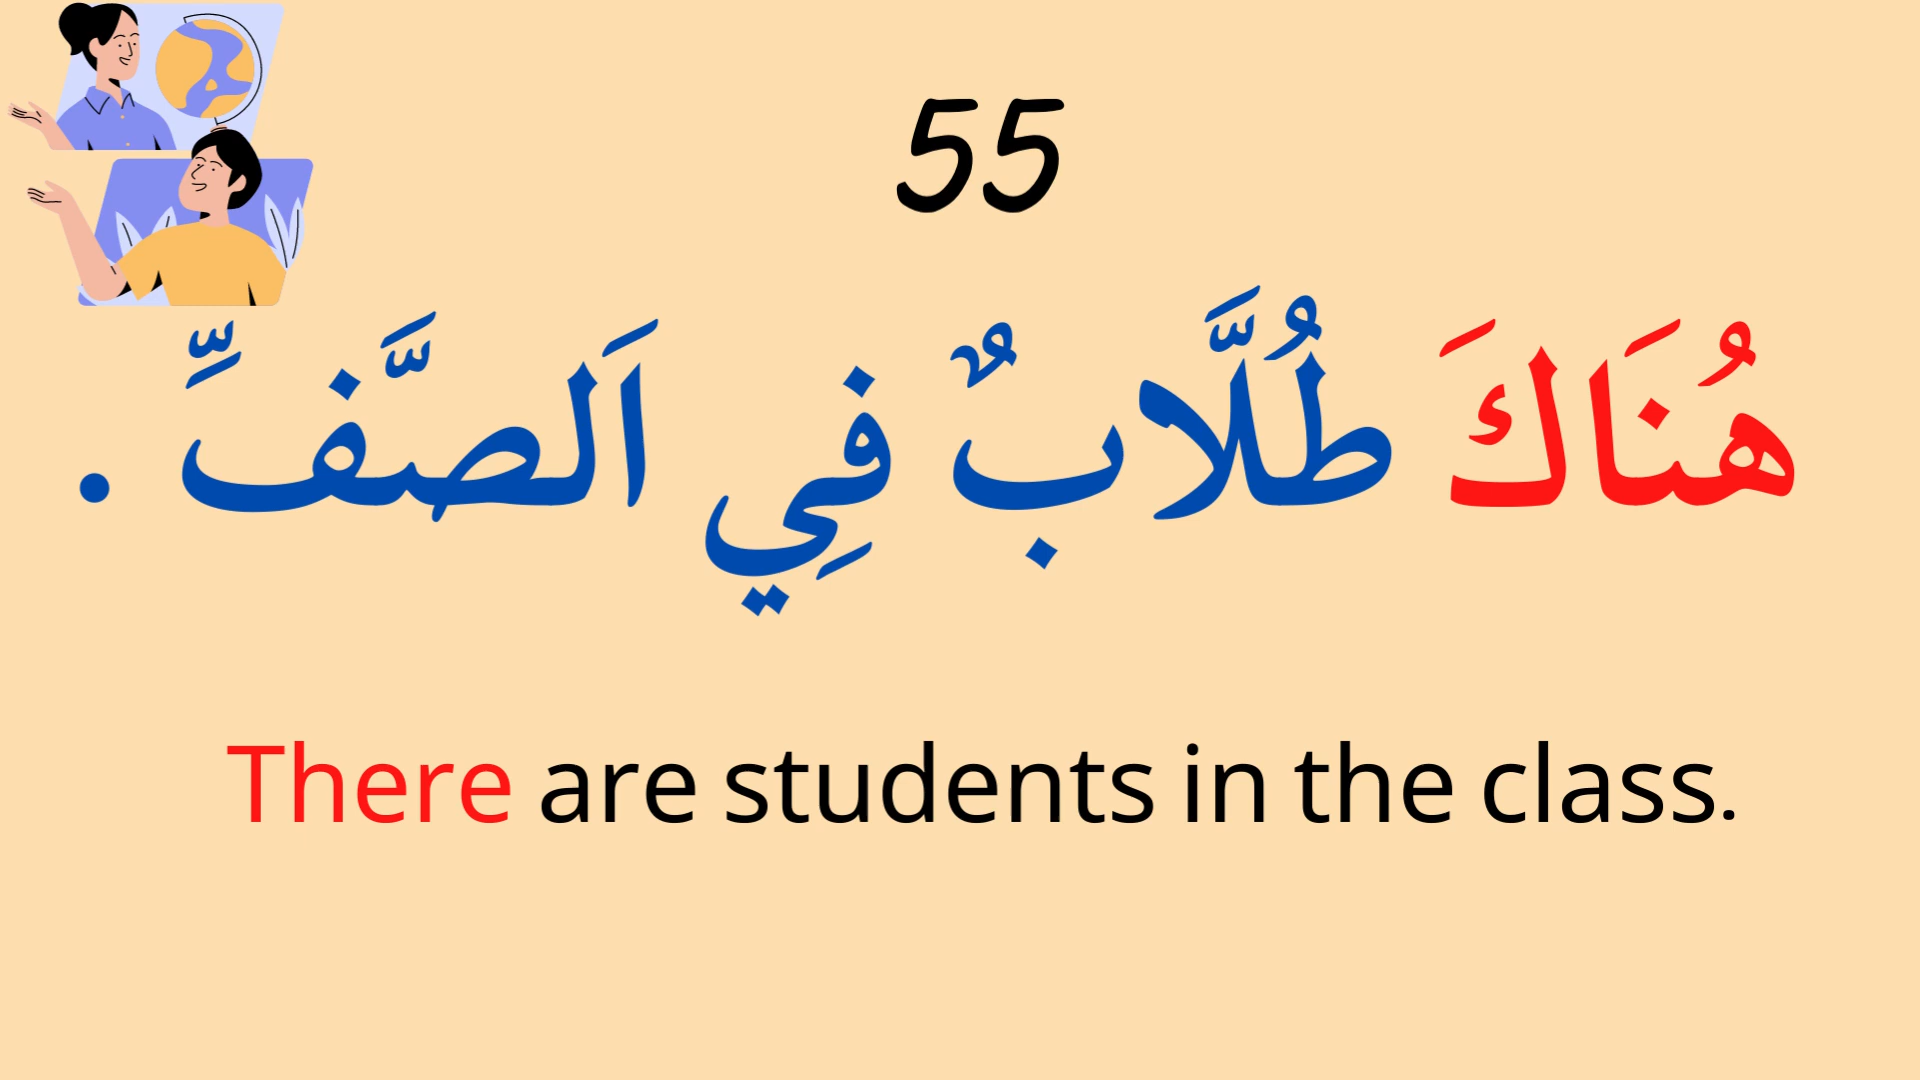 55
هُنَاكَ طُلَّابٌ فِي اَلصَّفِّ .
There are students in the class.